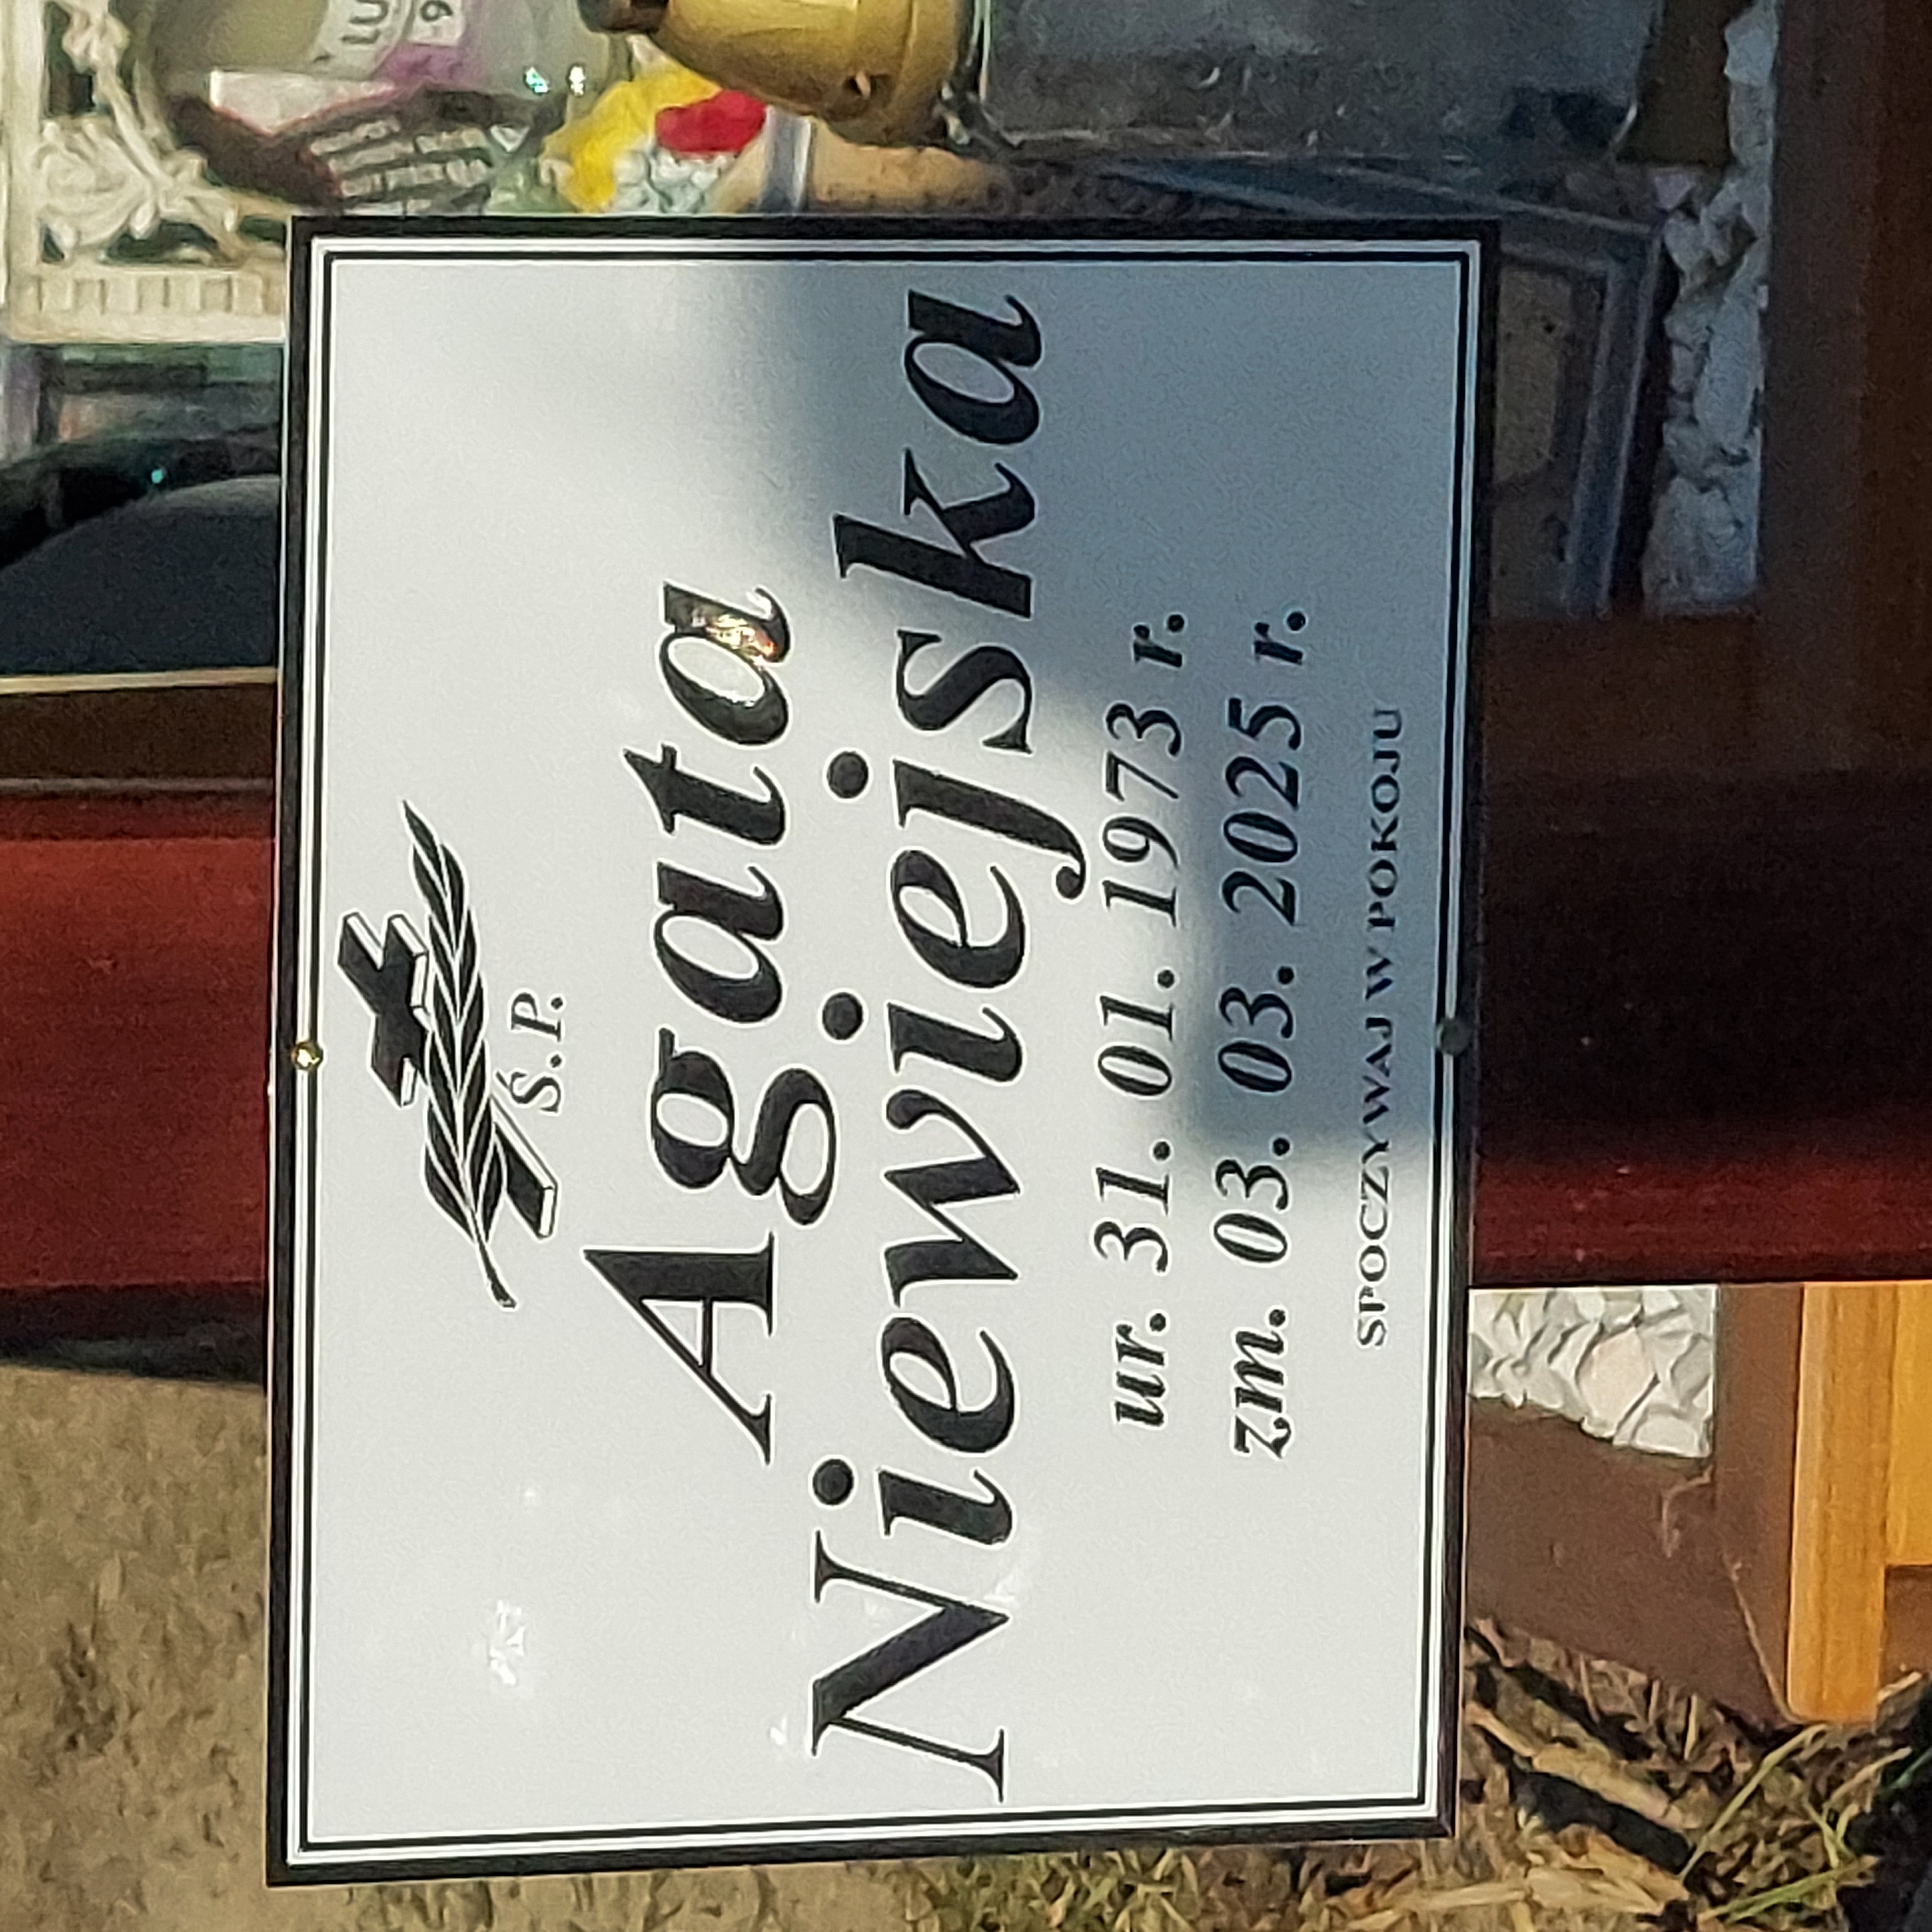 Ś.P.
Agata
Niewiejska
ur. 31. 01. 1973 r.
zm. 03. 03. 2025 r.
SPOCZYWAJ W POKOJU